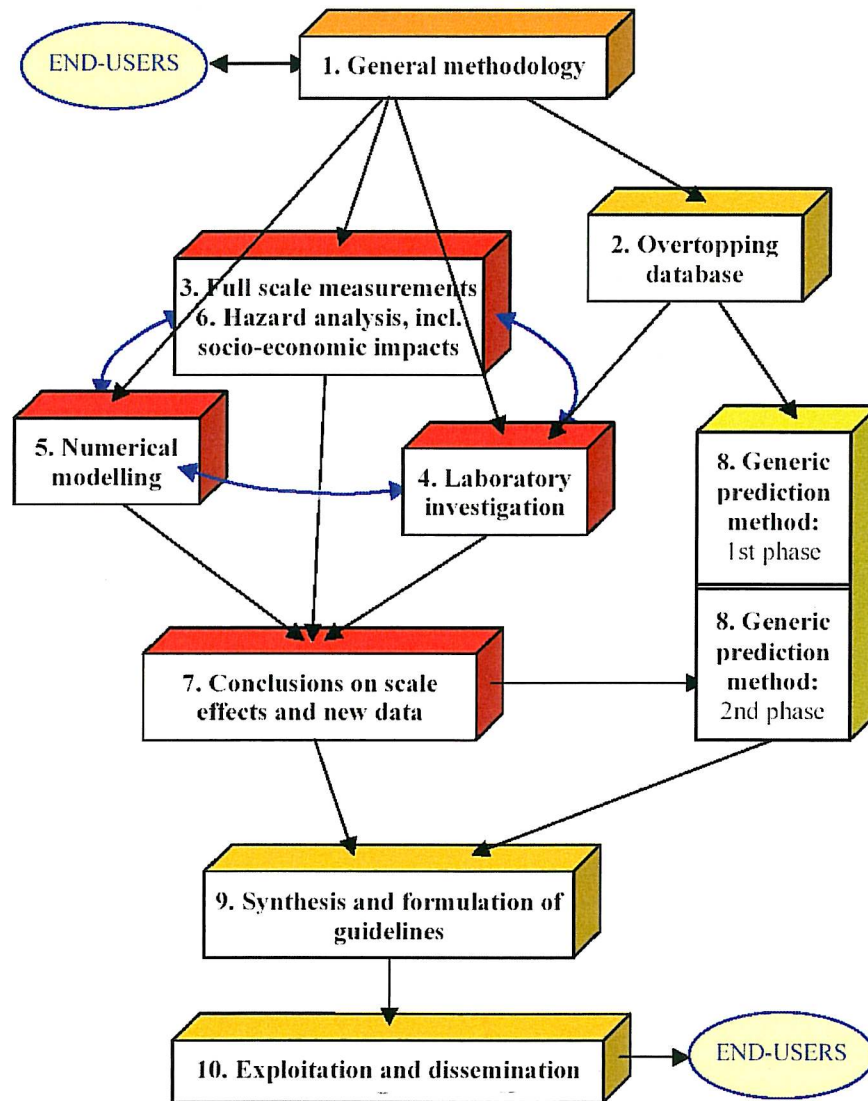 END-USERS
1. General methodology
2. Overtopping
database
3. Full scale measurements
6. Hazard analysis, incl.
socio-economic impacts
5. Numerical
modelling
4. Laboratory
investigation
8. Generic
prediction
method:
1st phase
8. Generic
prediction
method:
2nd phase
7. Conclusions on scale
effects and new data
9. Synthesis and formulation of
guidelines
10. Exploitation and dissemination
END-USERS